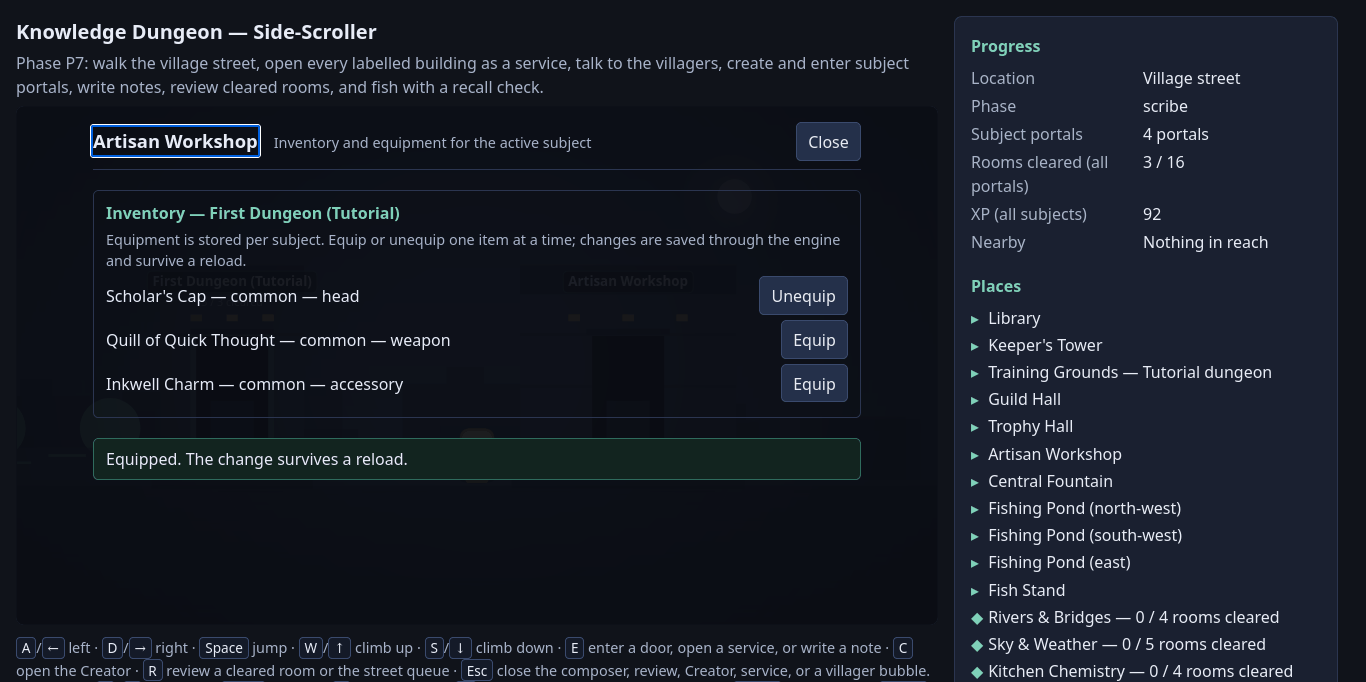 Knowledge Dungeon — Side-Scroller
Phase P7: walk the village street, open every labelled building as a service, talk to the villagers, create and enter subject
portals, write notes, review cleared rooms, and fish with a recall check.
Artisan Workshop
Inventory and equipment for the active subject
Close
Inventory — First Dungeon (Tutorial)
Equipment is stored per subject. Equip or unequip one item at a time; changes are saved through the engine
and survive a reload.
First Dungeon (Tutorial)
Artisan Workshop
Scholar's Cap — common — head
Unequip
Quill of Quick Thought — common — weapon
Equip
Inkwell Charm — common — accessory
Equip
Equipped. The change survives a reload.
A/← left · D/→ right · Space jump · W/↑ climb up · S/↓ climb down · E enter a door, open a service, or write a note · C
open the Creator · R review a cleared room or the street queue · Esc close the composer, review, Creator, service, or a villager bubble.
Progress
Location Village street
Phase scribe
Subject portals 4 portals
Rooms cleared (all 3 / 16
portals)
XP (all subjects) 92
Nearby Nothing in reach
Places
▸ Library
▸ Keeper's Tower
▸ Training Grounds — Tutorial dungeon
▸ Guild Hall
▸ Trophy Hall
▸ Artisan Workshop
▸ Central Fountain
▸ Fishing Pond (north-west)
▸ Fishing Pond (south-west)
▸ Fishing Pond (east)
▸ Fish Stand
◆ Rivers & Bridges — 0 / 4 rooms cleared
◆ Sky & Weather — 0 / 5 rooms cleared
◆ Kitchen Chemistry — 0 / 4 rooms cleared